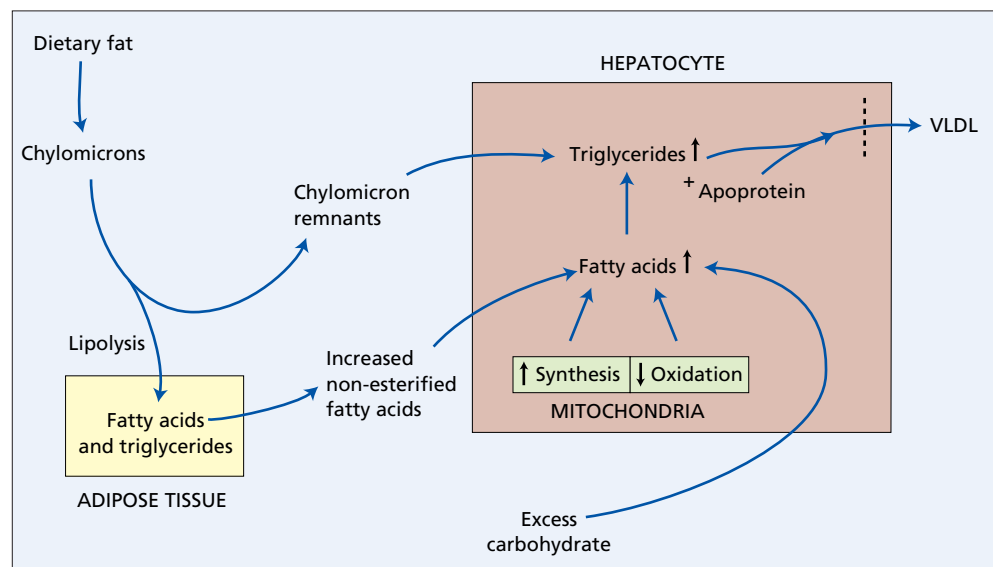 Dietary fat
Chylomicrons
Lipolysis
Fatty acids
and triglycerides
ADIPOSE TISSUE
Chylomicron
remnants
Increased
non-esterified
fatty acids
HEPATOCYTE
Triglycerides ↑
+ Apoprotein
VLDL
Fatty acids ↑
↑ Synthesis
↓ Oxidation
MITOCHONDRIA
Excess
carbohydrate